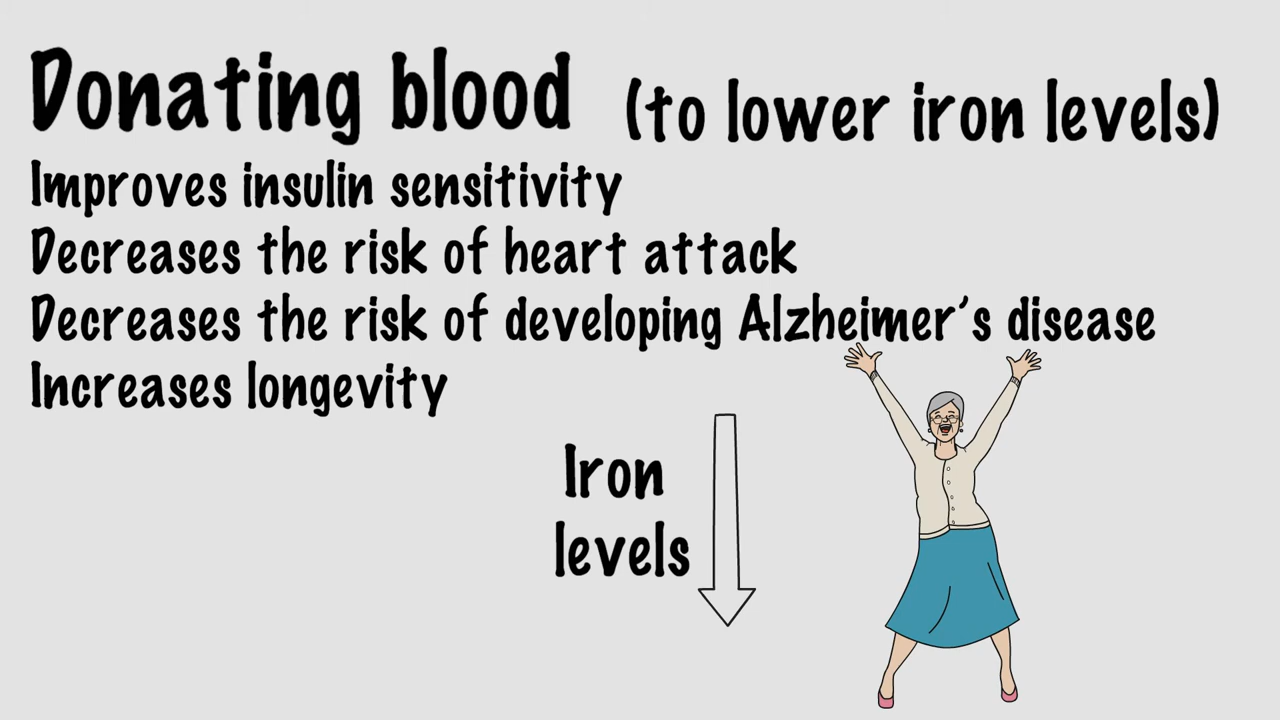 Donating blood (to lower iron levels)
Improves insulin sensitivity
Decreases the risk of heart attack
Decreases the risk of developing Alzheimer's disease
Increases longevity
Iron
levels